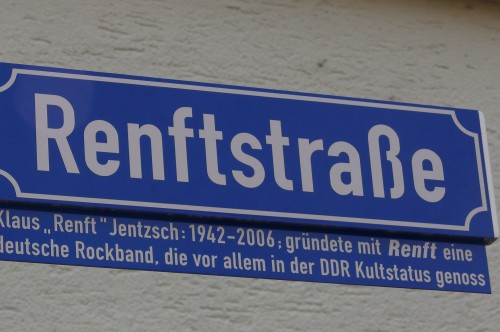 Renftstraße
Klaus „Renft" Jentzsch: 1942–2006; gründete mit Renft eine
deutsche Rockband, die vor allem in der DDR Kultstatus genoss